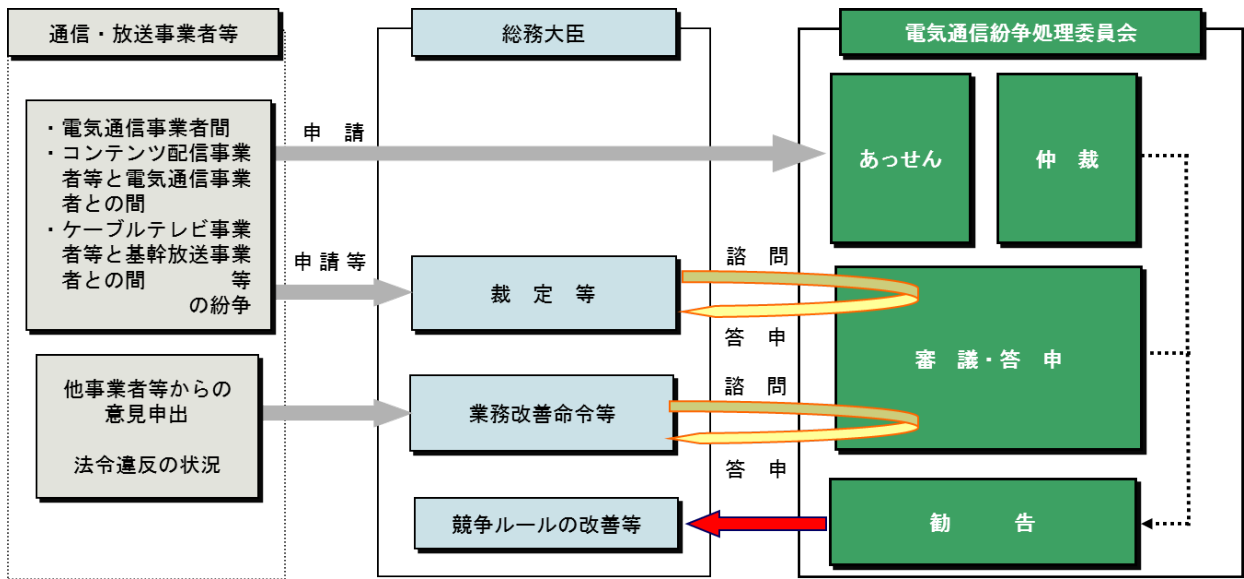 通信・放送事業者等
総務大臣
電気通信紛争処理委員会
・電気通信事業者間
・コンテンツ配信事業
者等と電気通信事業
者との間
・ケーブルテレビ事業
者等と基幹放送事業
者との間　　等
の紛争
申　請
あっせん
仲　裁
申請等
裁　定　等
諮　問
答　申
審　議・答　申
他事業者等からの
意見申出
法令違反の状況
業務改善命令等
諮　問
答　申
競争ルールの改善等
勧　　告